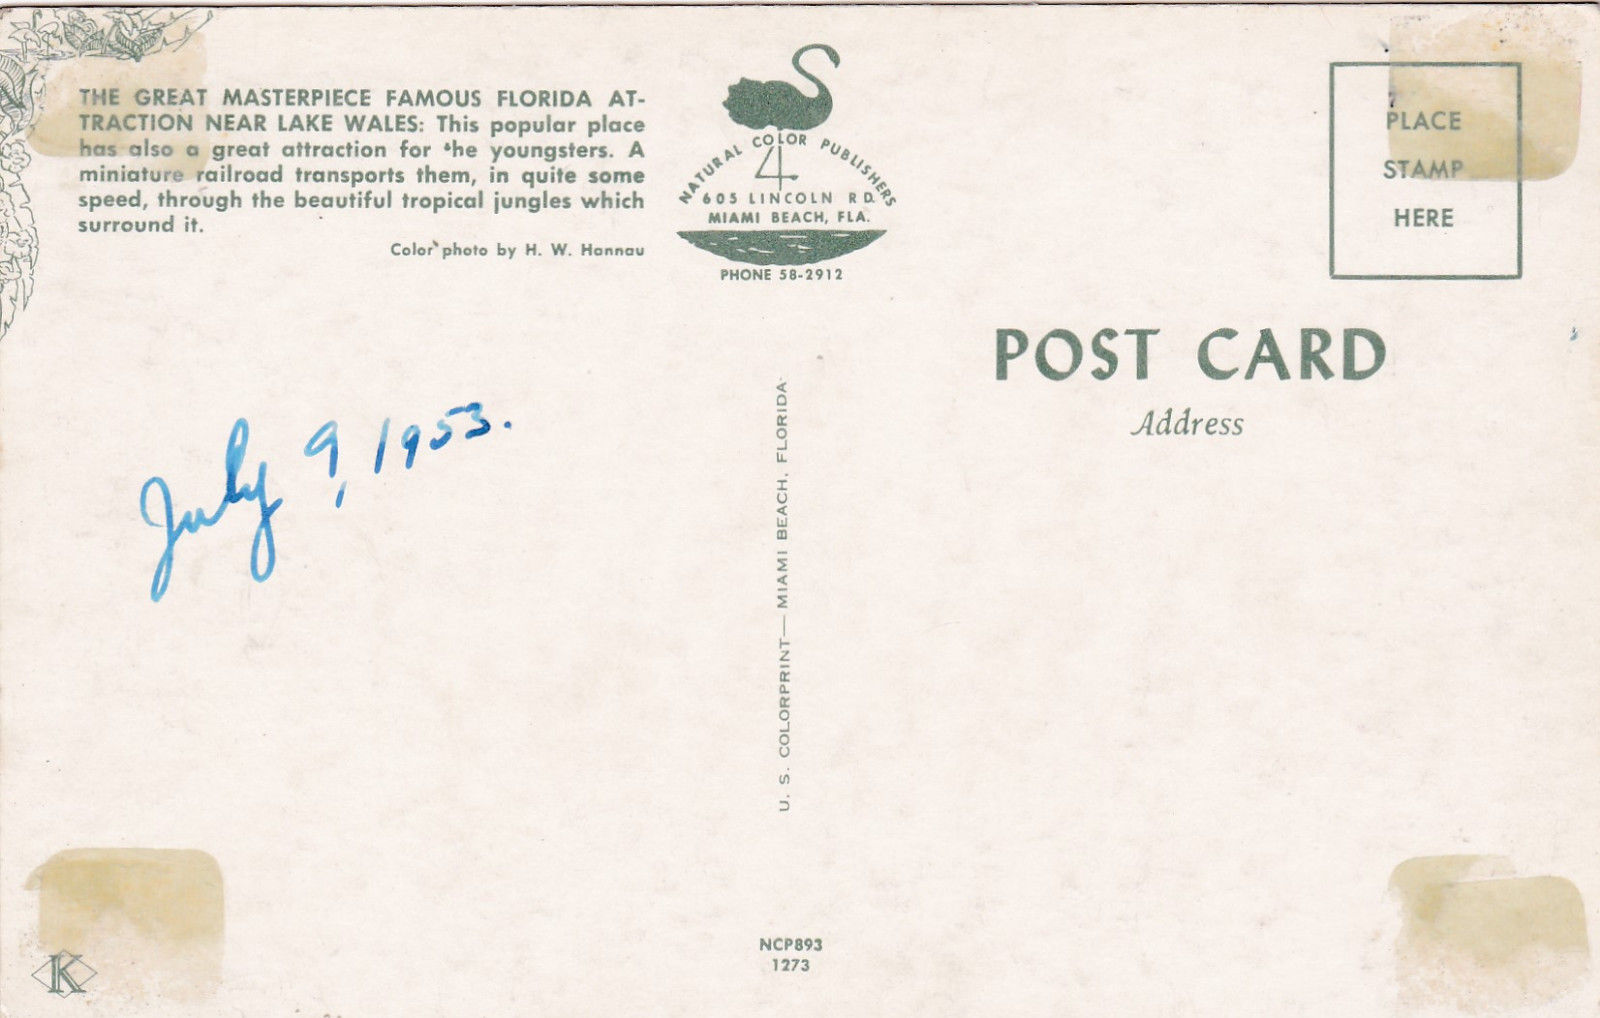 THE GREAT MASTERPIECE FAMOUS FLORIDA AT-
TRACTION NEAR LAKE WALES: This popular place
has also a great attraction for 'he youngsters. A
miniature railroad transports them, in quite some
speed, through the beautiful tropical jungles which
surround it.
Color photo by H. W. Hannau
NATURAL COLOR PUBLISHERS
4
605 LINCOLN RD.
MIAMI BEACH, FLA.
PHONE 58-2912
PLACE
STAMP
HERE
POST CARD
Address
July 9, 1953.
U. S. COLORPRINT— MIAMI BEACH, FLORIDA
NCP893
1273
K